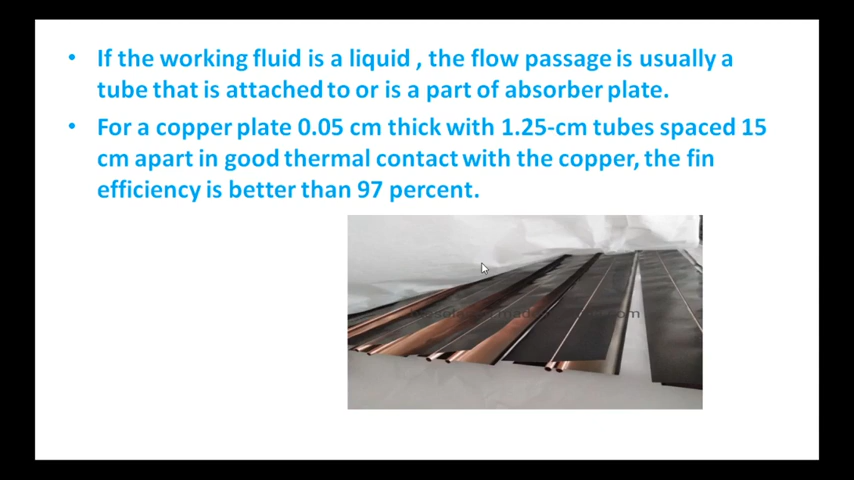 • If the working fluid is a liquid , the flow passage is usually a
tube that is attached to or is a part of absorber plate.
• For a copper plate 0.05 cm thick with 1.25-cm tubes spaced 15
cm apart in good thermal contact with the copper, the fin
efficiency is better than 97 percent.